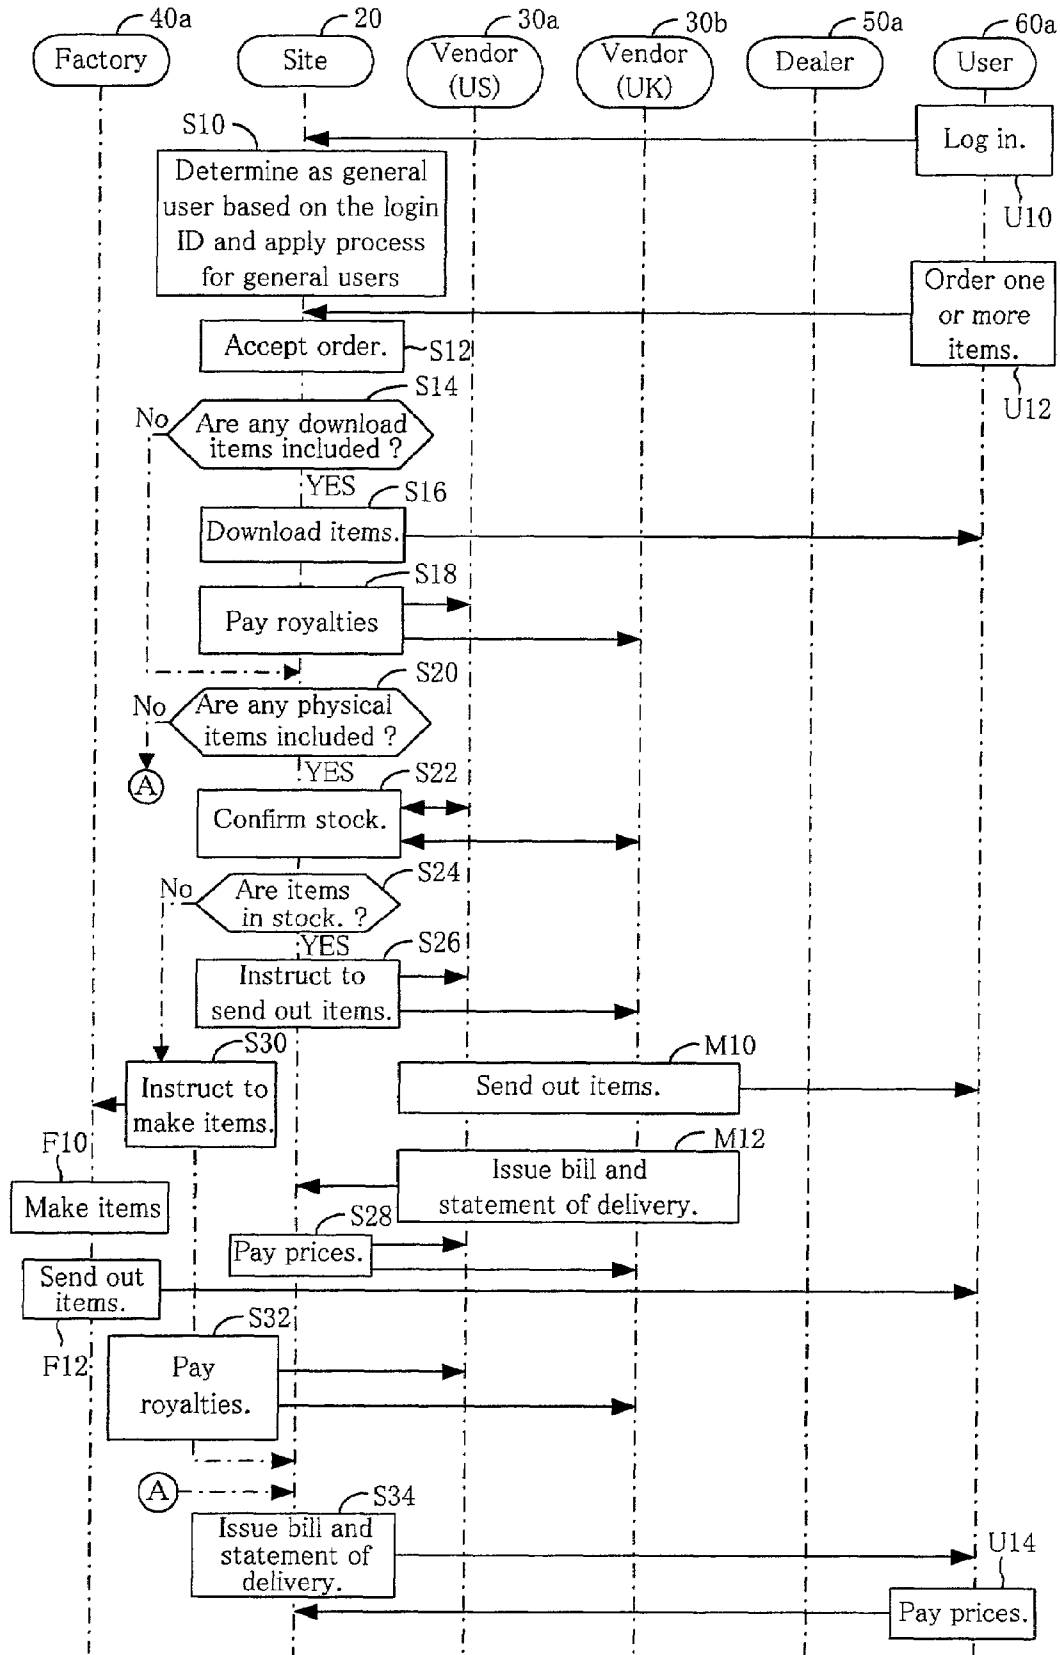 40a
20
30a
30b
50a
60a
Factory
Site
Vendor
(US)
Vendor
(UK)
Dealer
User
S10
Log in.
U10
Determine as general
user based on the login
ID and apply process
for general users
Order one
or more
items.
U12
Accept order.
S12
S14
No
Are any download
items included ?
YES
S16
Download items.
S18
Pay royalties
S20
No
Are any physical
items included ?
A
YES
S22
Confirm stock.
S24
No
Are items
in stock. ?
YES
S26
Instruct to
send out items.
S30
M10
Instruct to
make items.
Send out items.
F10
M12
Make items
Issue bill and
statement of delivery.
S28
Pay prices.
Send out
items.
F12
S32
Pay
royalties.
A
S34
Issue bill and
statement of
delivery.
U14
Pay prices.